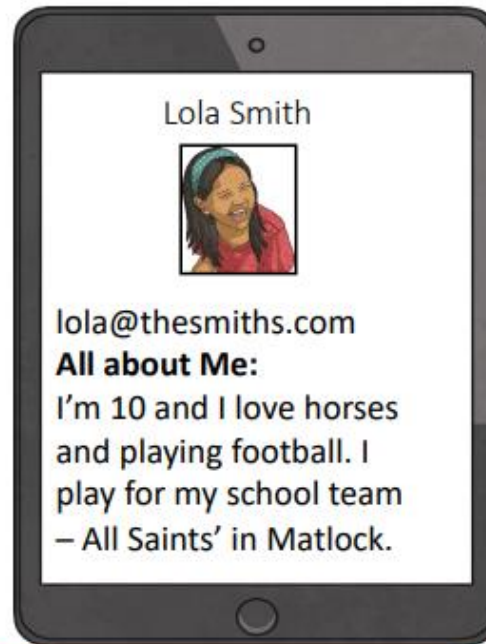 Lola Smith
lola@thesmiths.com
All about Me:
I’m 10 and I love horses
and playing football. I
play for my school team
– All Saints’ in Matlock.